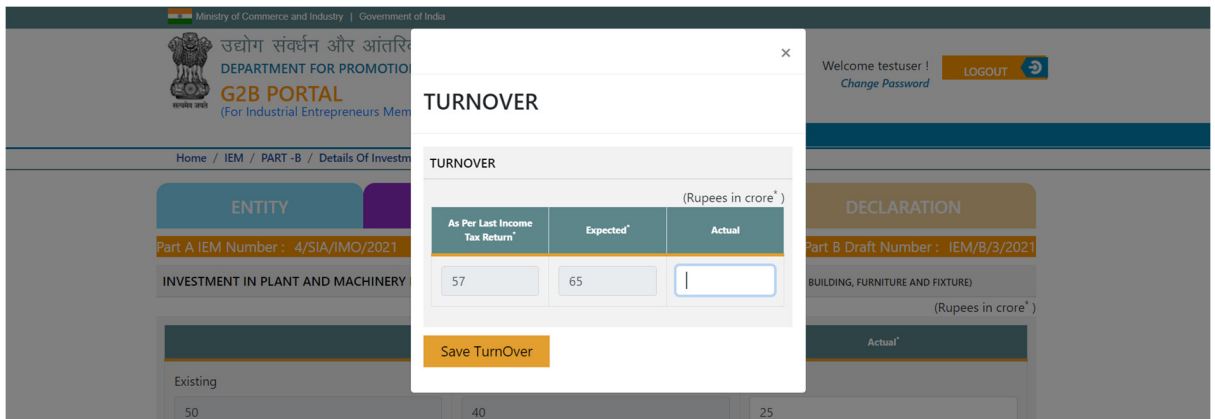 Ministry of Commerce and Industry | Government of India
उद्योग संवर्धन और
DEPARTMENT FOR
G2B PORTAL
(For Industrial Entrepreneurs
Welcome testuser !
Change Password
LOGOUT
Home / IEM / PART -B / Details Of
ENTITY
DECLARATION
Part A IEM Number : 4/SIA/IMO/2021
Part B Draft Number : IEM/B/3/2021
INVESTMENT IN PLANT AND MACHINERY
BUILDING, FURNITURE AND FIXTURE)
(Rupees in crore* )
Actual*
Existing
50
40
25
×
TURNOVER
TURNOVER
(Rupees in crore* )
As Per Last Income
Tax Return*
Expected*
Actual
57
65
Save TurnOver